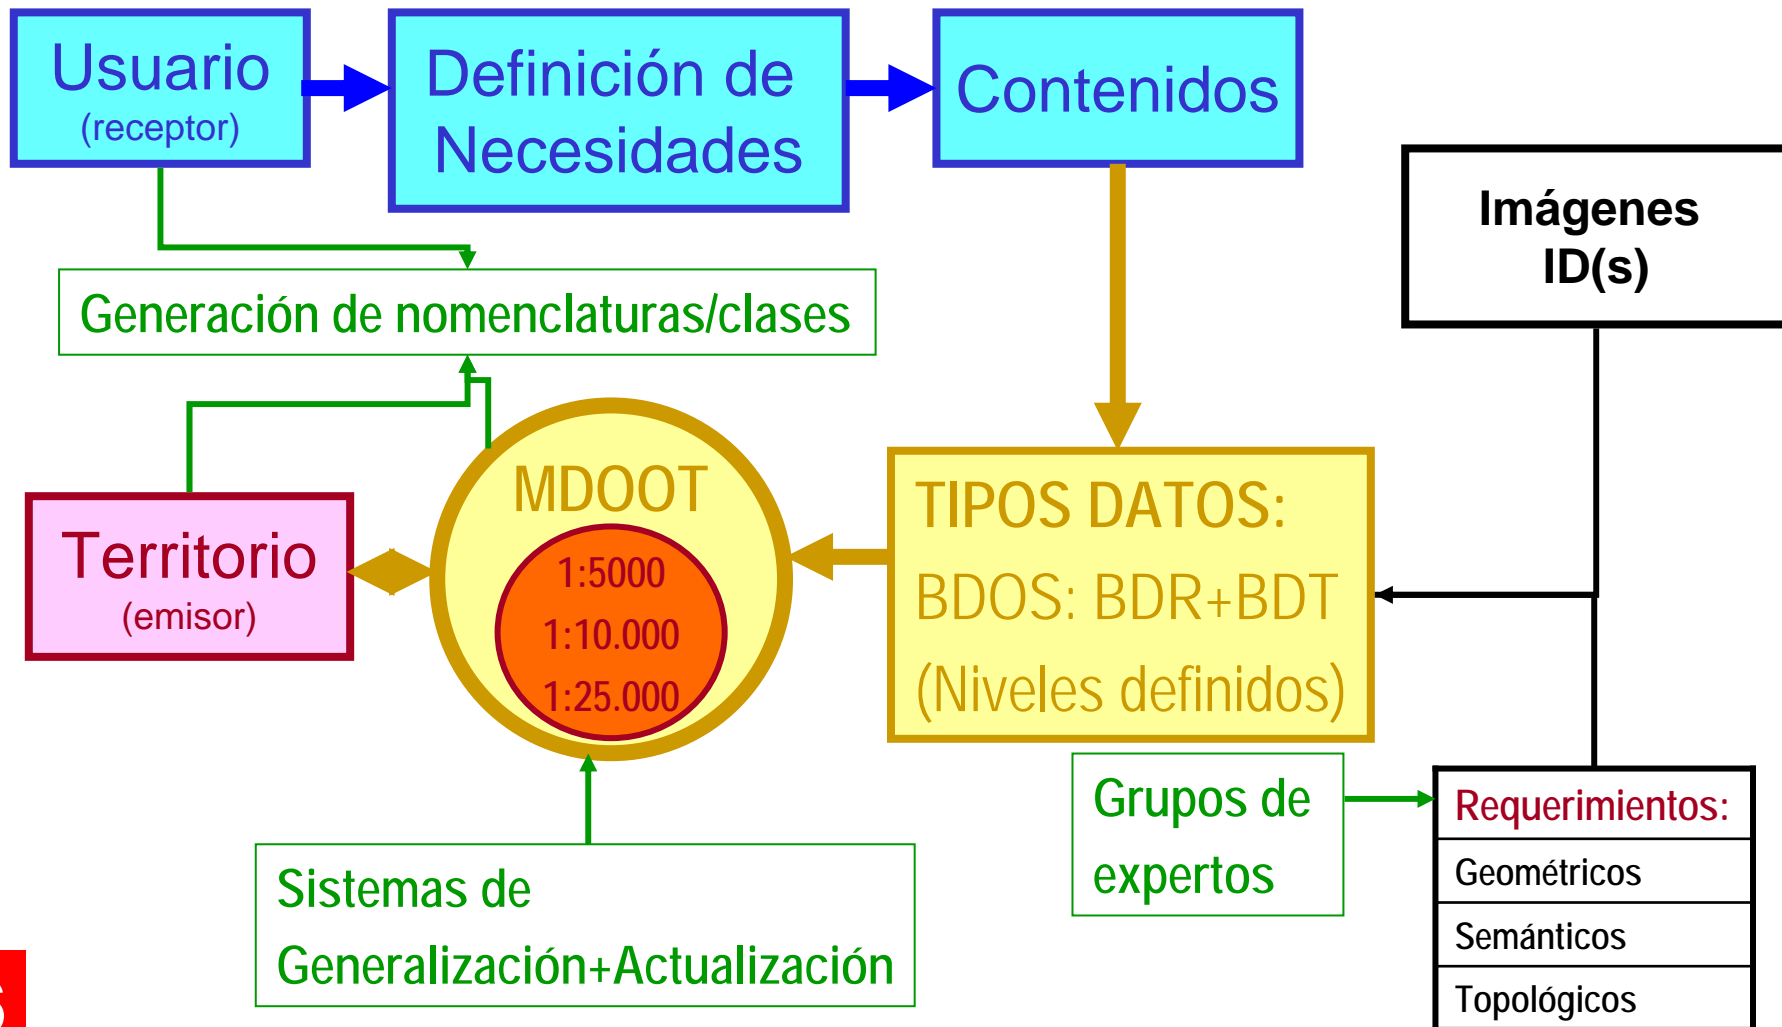 Usuario
(receptor)
Definición de
Necesidades
Contenidos
Imágenes
ID(s)
Generación de nomenclaturas/clases
Territorio
(emisor)
MDOOT
1:5000
1:10.000
1:25.000
TIPOS DATOS:
BDOS: BDR+BDT
(Niveles definidos)
Sistemas de
Generalización+Actualización
Grupos de
expertos
Requerimientos:
Geométricos
Semánticos
Topológicos